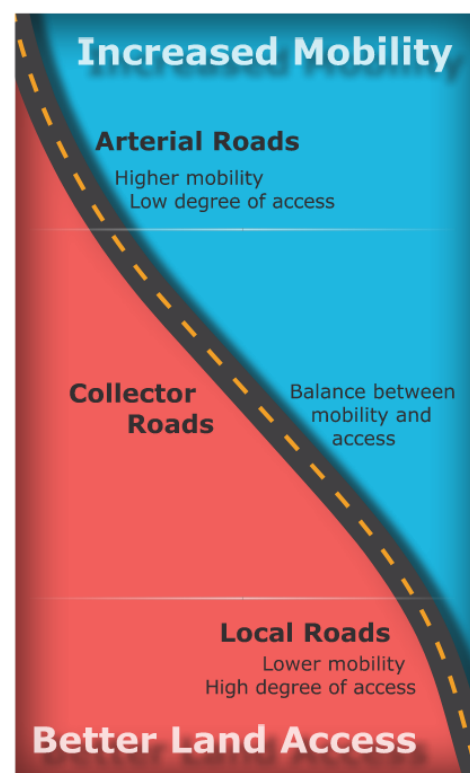 Increased Mobility
Arterial Roads
Higher mobility
Low degree of access
Collector
Roads
Balance between
mobility and
access
Local Roads
Lower mobility
High degree of access
Better Land Access